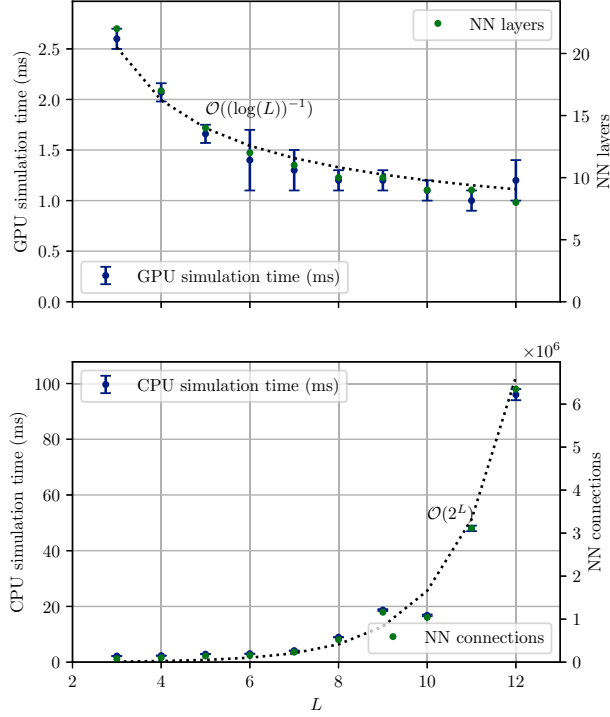 NN layers
2.5
2.0
1.5
1.0
0.5
0.0
GPU simulation time (ms)
𝒪((log(L))⁻¹)
GPU simulation time (ms)
20
15
10
5
0
NN layers
×10⁶
CPU simulation time (ms)
100
80
60
40
20
0
CPU simulation time (ms)
𝒪(2ᴸ)
NN connections
6
5
4
3
2
1
0
NN connections
2 4 6 8 10 12
L